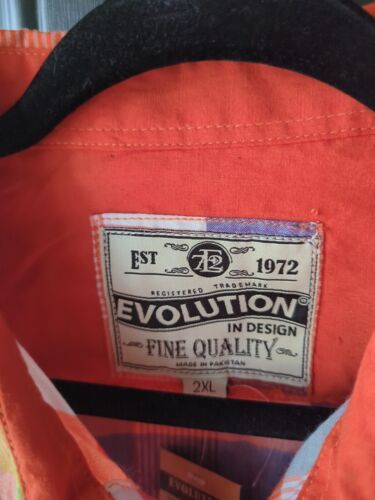 EST 1972
REGISTERED TRADEMARK
EVOLUTION
IN DESIGN
FINE QUALITY
MADE IN PAKISTAN
2XL